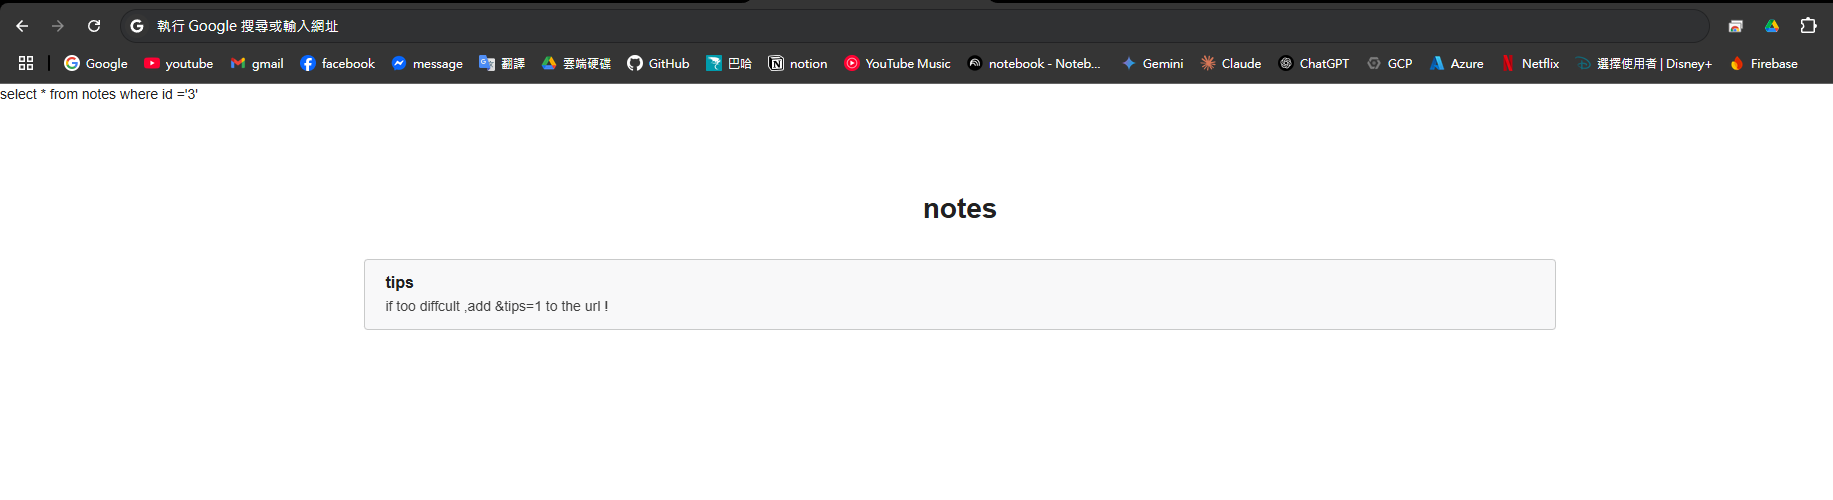 執行 Google 搜尋或輸入網址
Google youtube gmail facebook message 翻譯 雲端硬碟 GitHub 巴哈 notion YouTube Music notebook - Noteb... Gemini Claude ChatGPT GCP Azure Netflix 選擇使用者 | Disney+ Firebase
select * from notes where id ='3'
notes
tips
if too diffcult ,add &tips=1 to the url !